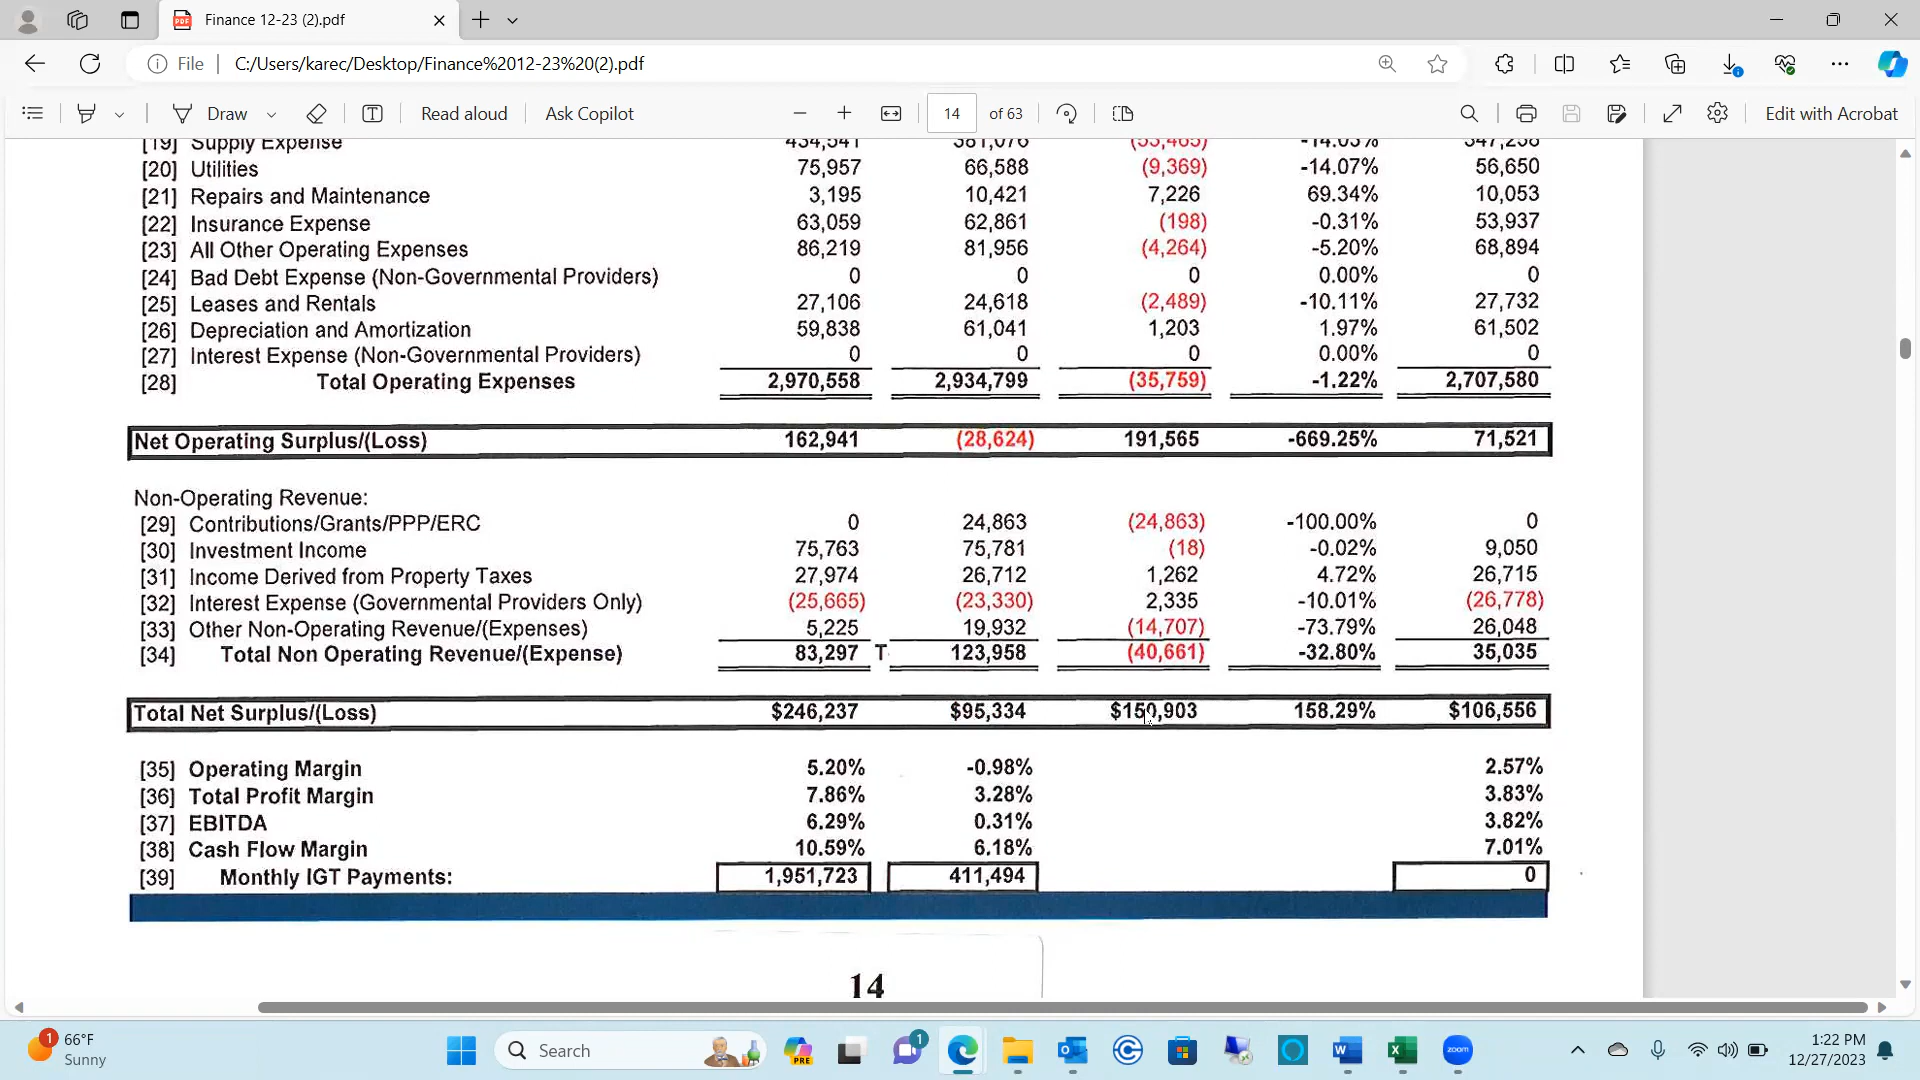 Finance 12-23 (2).pdf
File C:/Users/karec/Desktop/Finance%2012-23%20(2).pdf
Draw Read aloud Ask Copilot 14 of 63 Edit with Acrobat
[19] Supply Expense 434,541 381,076 (53,465) -14.03% 347,238
[20] Utilities 75,957 66,588 (9,369) -14.07% 56,650
[21] Repairs and Maintenance 3,195 10,421 7,226 69.34% 10,053
[22] Insurance Expense 63,059 62,861 (198) -0.31% 53,937
[23] All Other Operating Expenses 86,219 81,956 (4,264) -5.20% 68,894
[24] Bad Debt Expense (Non-Governmental Providers) 0 0 0 0.00% 0
[25] Leases and Rentals 27,106 24,618 (2,489) -10.11% 27,732
[26] Depreciation and Amortization 59,838 61,041 1,203 1.97% 61,502
[27] Interest Expense (Non-Governmental Providers) 0 0 0 0.00% 0
[28] Total Operating Expenses 2,970,558 2,934,799 (35,759) -1.22% 2,707,580
Net Operating Surplus/(Loss) 162,941 (28,624) 191,565 -669.25% 71,521
Non-Operating Revenue:
[29] Contributions/Grants/PPP/ERC 0 24,863 (24,863) -100.00% 0
[30] Investment Income 75,763 75,781 (18) -0.02% 9,050
[31] Income Derived from Property Taxes 27,974 26,712 1,262 4.72% 26,715
[32] Interest Expense (Governmental Providers Only) (25,665) (23,330) 2,335 -10.01% (26,778)
[33] Other Non-Operating Revenue/(Expenses) 5,225 19,932 (14,707) -73.79% 26,048
[34] Total Non Operating Revenue/(Expense) 83,297 T 123,958 (40,661) -32.80% 35,035
Total Net Surplus/(Loss) $246,237 $95,334 $150,903 158.29% $106,556
[35] Operating Margin 5.20% -0.98% 2.57%
[36] Total Profit Margin 7.86% 3.28% 3.83%
[37] EBITDA 6.29% 0.31% 3.82%
[38] Cash Flow Margin 10.59% 6.18% 7.01%
[39] Monthly IGT Payments: 1,951,723 411,494 0
14
1 66°F
Sunny
Search
PRE
1
zoom
1:22 PM
12/27/2023